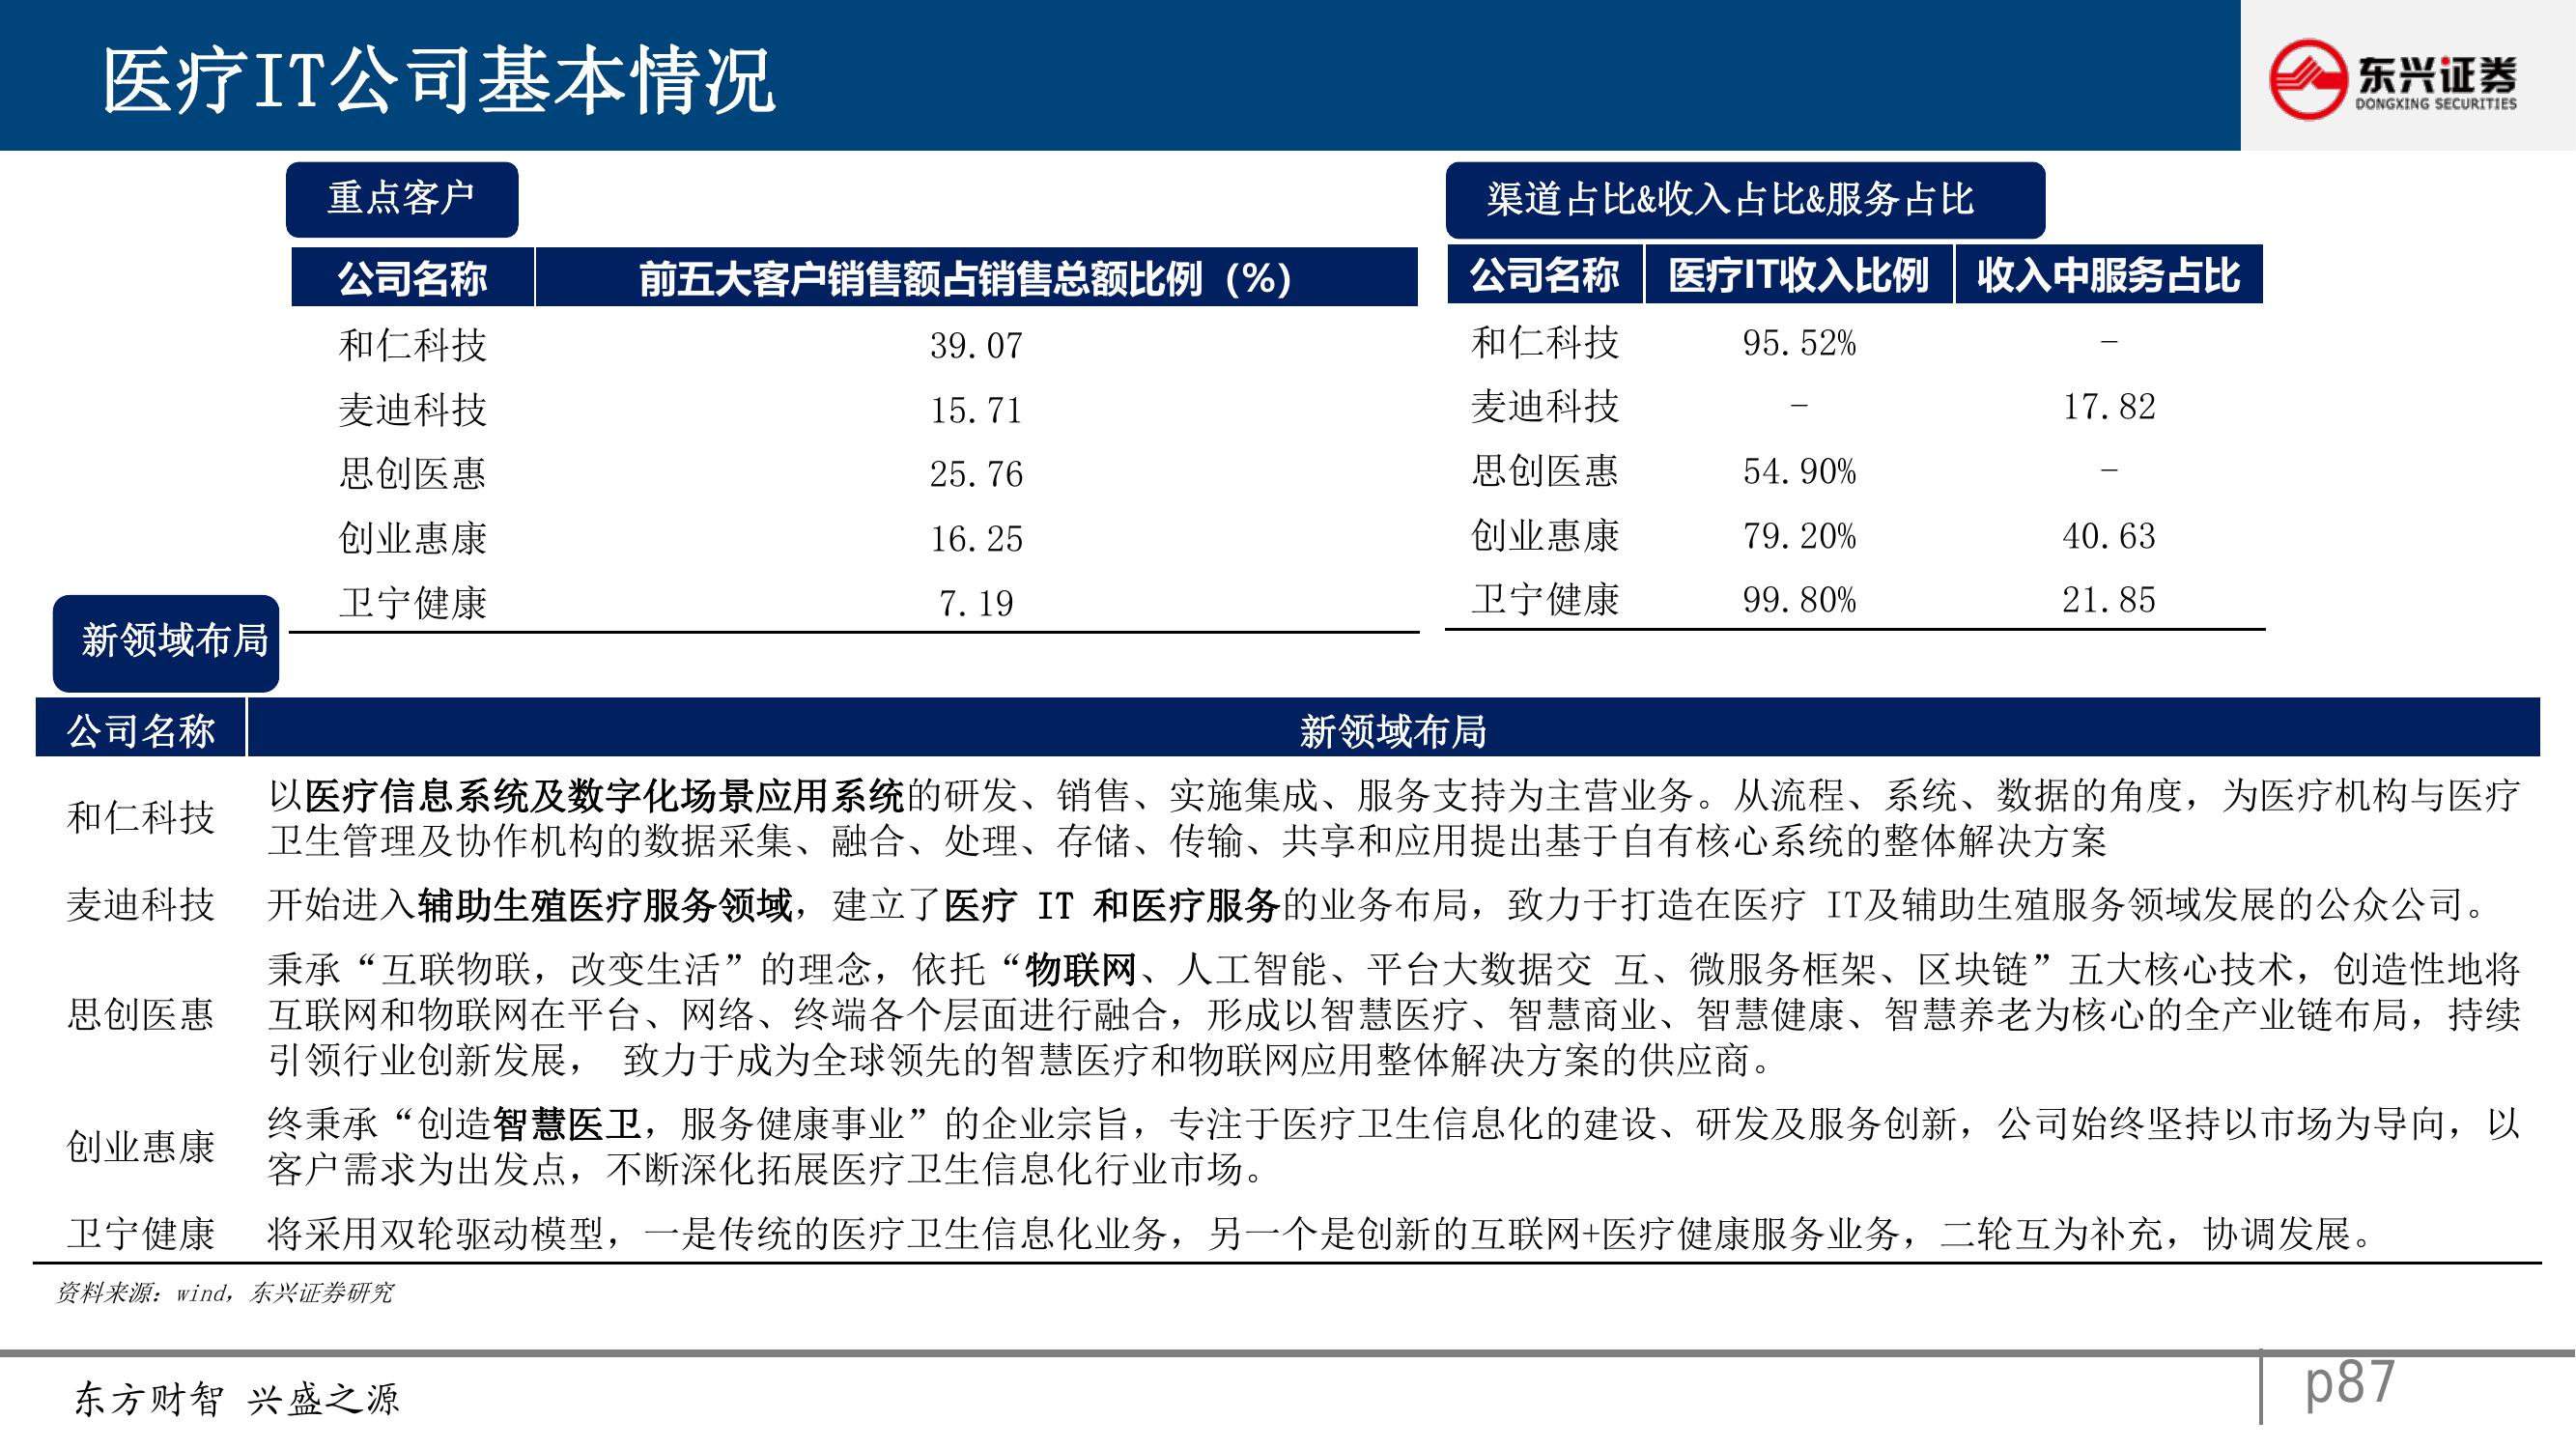 医疗IT公司基本情况
东兴证券
DONGXING SECURITIES
重点客户
公司名称 前五大客户销售额占销售总额比例（%）
和仁科技 39.07
麦迪科技 15.71
思创医惠 25.76
创业惠康 16.25
卫宁健康 7.19
渠道占比&收入占比&服务占比
公司名称 医疗IT收入比例 收入中服务占比
和仁科技 95.52% -
麦迪科技 - 17.82
思创医惠 54.90% -
创业惠康 79.20% 40.63
卫宁健康 99.80% 21.85
新领域布局
公司名称 新领域布局
和仁科技 以医疗信息系统及数字化场景应用系统的研发、销售、实施集成、服务支持为主营业务。从流程、系统、数据的角度，为医疗机构与医疗
卫生管理及协作机构的数据采集、融合、处理、存储、传输、共享和应用提出基于自有核心系统的整体解决方案
麦迪科技 开始进入辅助生殖医疗服务领域，建立了医疗 IT 和医疗服务的业务布局，致力于打造在医疗 IT及辅助生殖服务领域发展的公众公司。
思创医惠 秉承“互联物联，改变生活”的理念，依托“物联网、人工智能、平台大数据交 互、微服务框架、区块链”五大核心技术，创造性地将
互联网和物联网在平台、网络、终端各个层面进行融合，形成以智慧医疗、智慧商业、智慧健康、智慧养老为核心的全产业链布局，持续
引领行业创新发展， 致力于成为全球领先的智慧医疗和物联网应用整体解决方案的供应商。
创业惠康 终秉承“创造智慧医卫，服务健康事业”的企业宗旨，专注于医疗卫生信息化的建设、研发及服务创新，公司始终坚持以市场为导向，以
客户需求为出发点，不断深化拓展医疗卫生信息化行业市场。
卫宁健康 将采用双轮驱动模型，一是传统的医疗卫生信息化业务，另一个是创新的互联网+医疗健康服务业务，二轮互为补充，协调发展。
资料来源：wind，东兴证券研究
东方财智 兴盛之源
p87